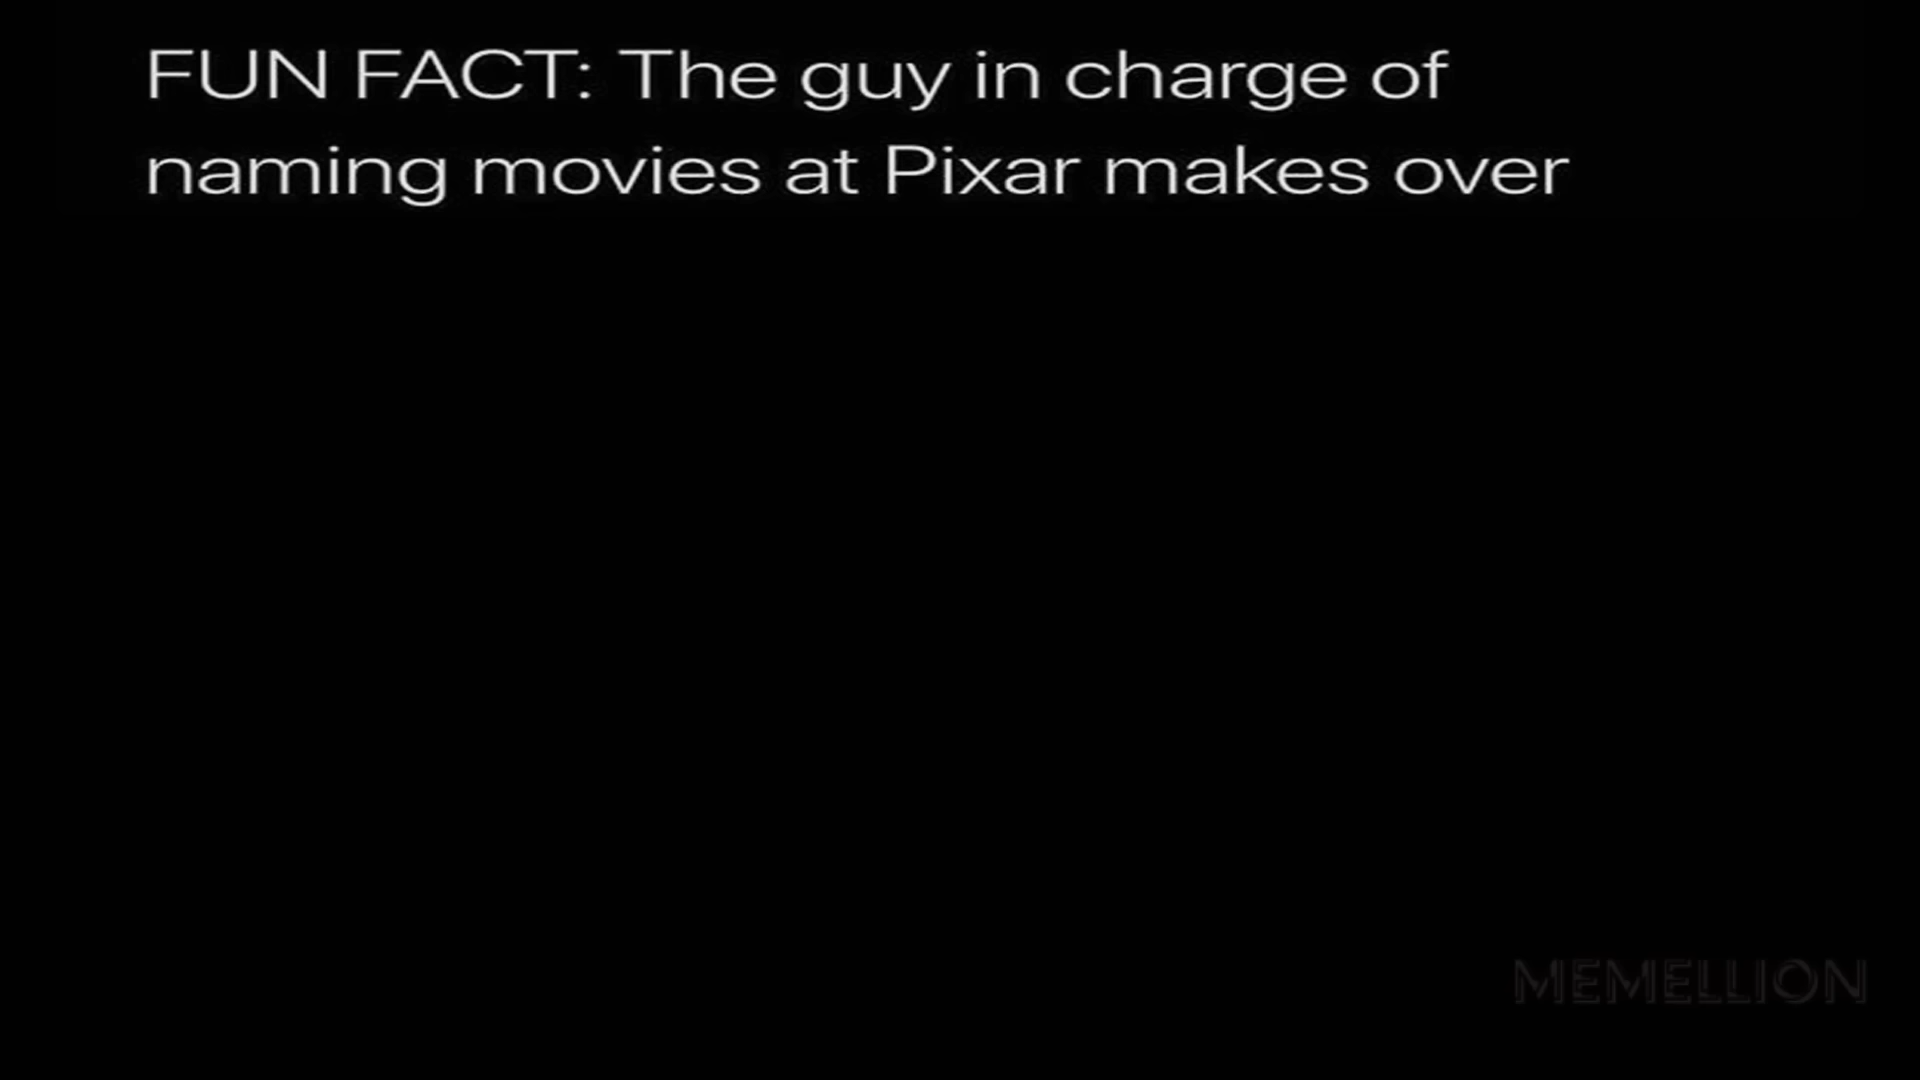 FUN FACT: The guy in charge of
naming movies at Pixar makes over
MEMELLION